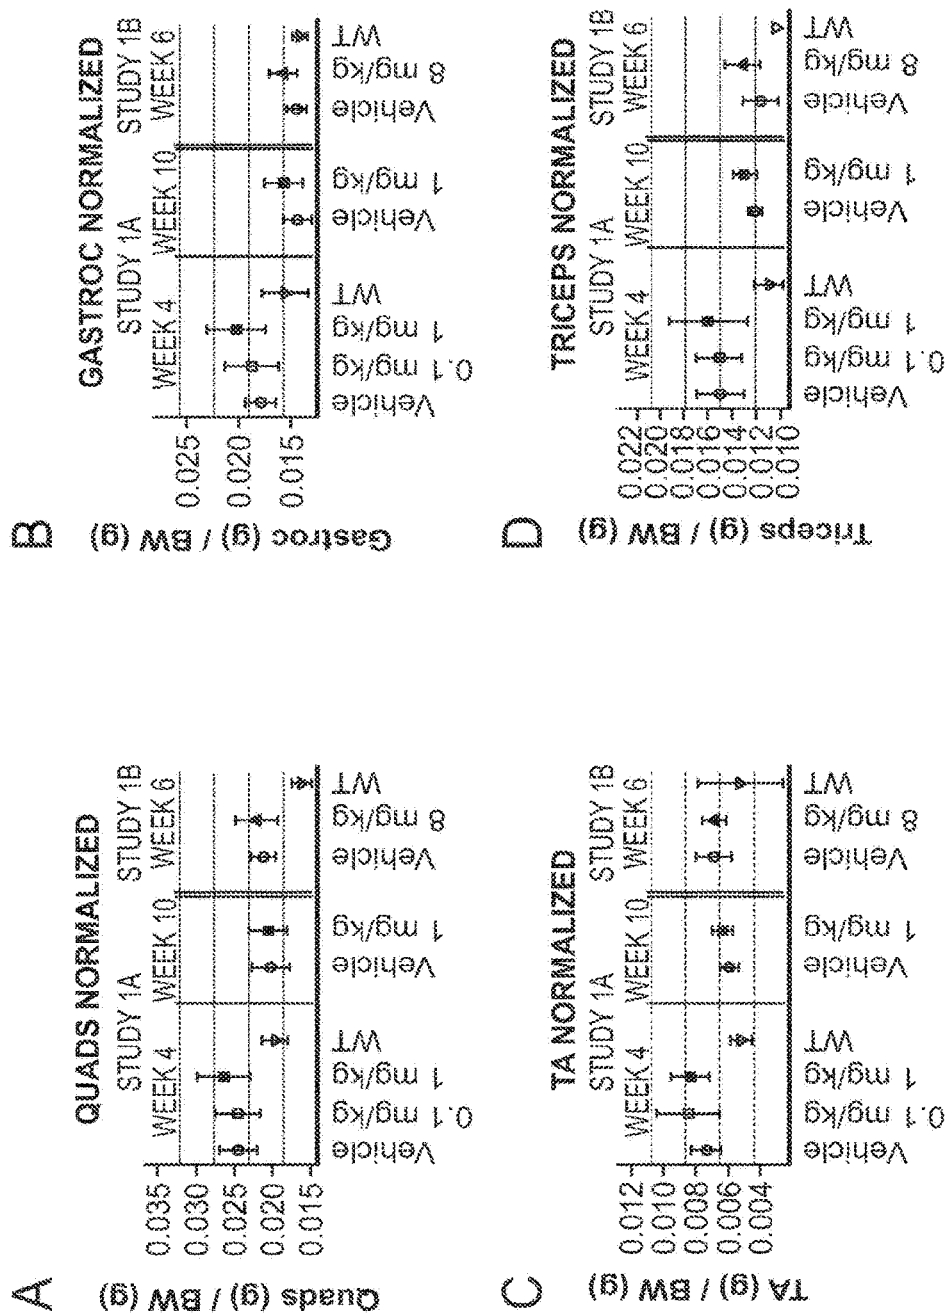 A
QUADS NORMALIZED
STUDY 1A
STUDY 1B
WEEK 4
WEEK 10
WEEK 6
Quads (g) / BW (g)
0.035
0.030
0.025
0.020
0.015
Vehicle
0.1 mg/kg
1 mg/kg
WT
Vehicle
1 mg/kg
Vehicle
8 mg/kg
WT
B
GASTROC NORMALIZED
STUDY 1A
STUDY 1B
WEEK 4
WEEK 10
WEEK 6
Gastroc (g) / BW (g)
0.025
0.020
0.015
Vehicle
0.1 mg/kg
1 mg/kg
WT
Vehicle
1 mg/kg
Vehicle
8 mg/kg
WT
C
TA NORMALIZED
STUDY 1A
STUDY 1B
WEEK 4
WEEK 10
WEEK 6
TA (g) / BW (g)
0.012
0.010
0.008
0.006
0.004
Vehicle
0.1 mg/kg
1 mg/kg
WT
Vehicle
1 mg/kg
Vehicle
8 mg/kg
WT
D
TRICEPS NORMALIZED
STUDY 1A
STUDY 1B
WEEK 4
WEEK 10
WEEK 6
Triceps (g) / BW (g)
0.022
0.020
0.018
0.016
0.014
0.012
0.010
Vehicle
0.1 mg/kg
1 mg/kg
WT
Vehicle
1 mg/kg
Vehicle
8 mg/kg
WT